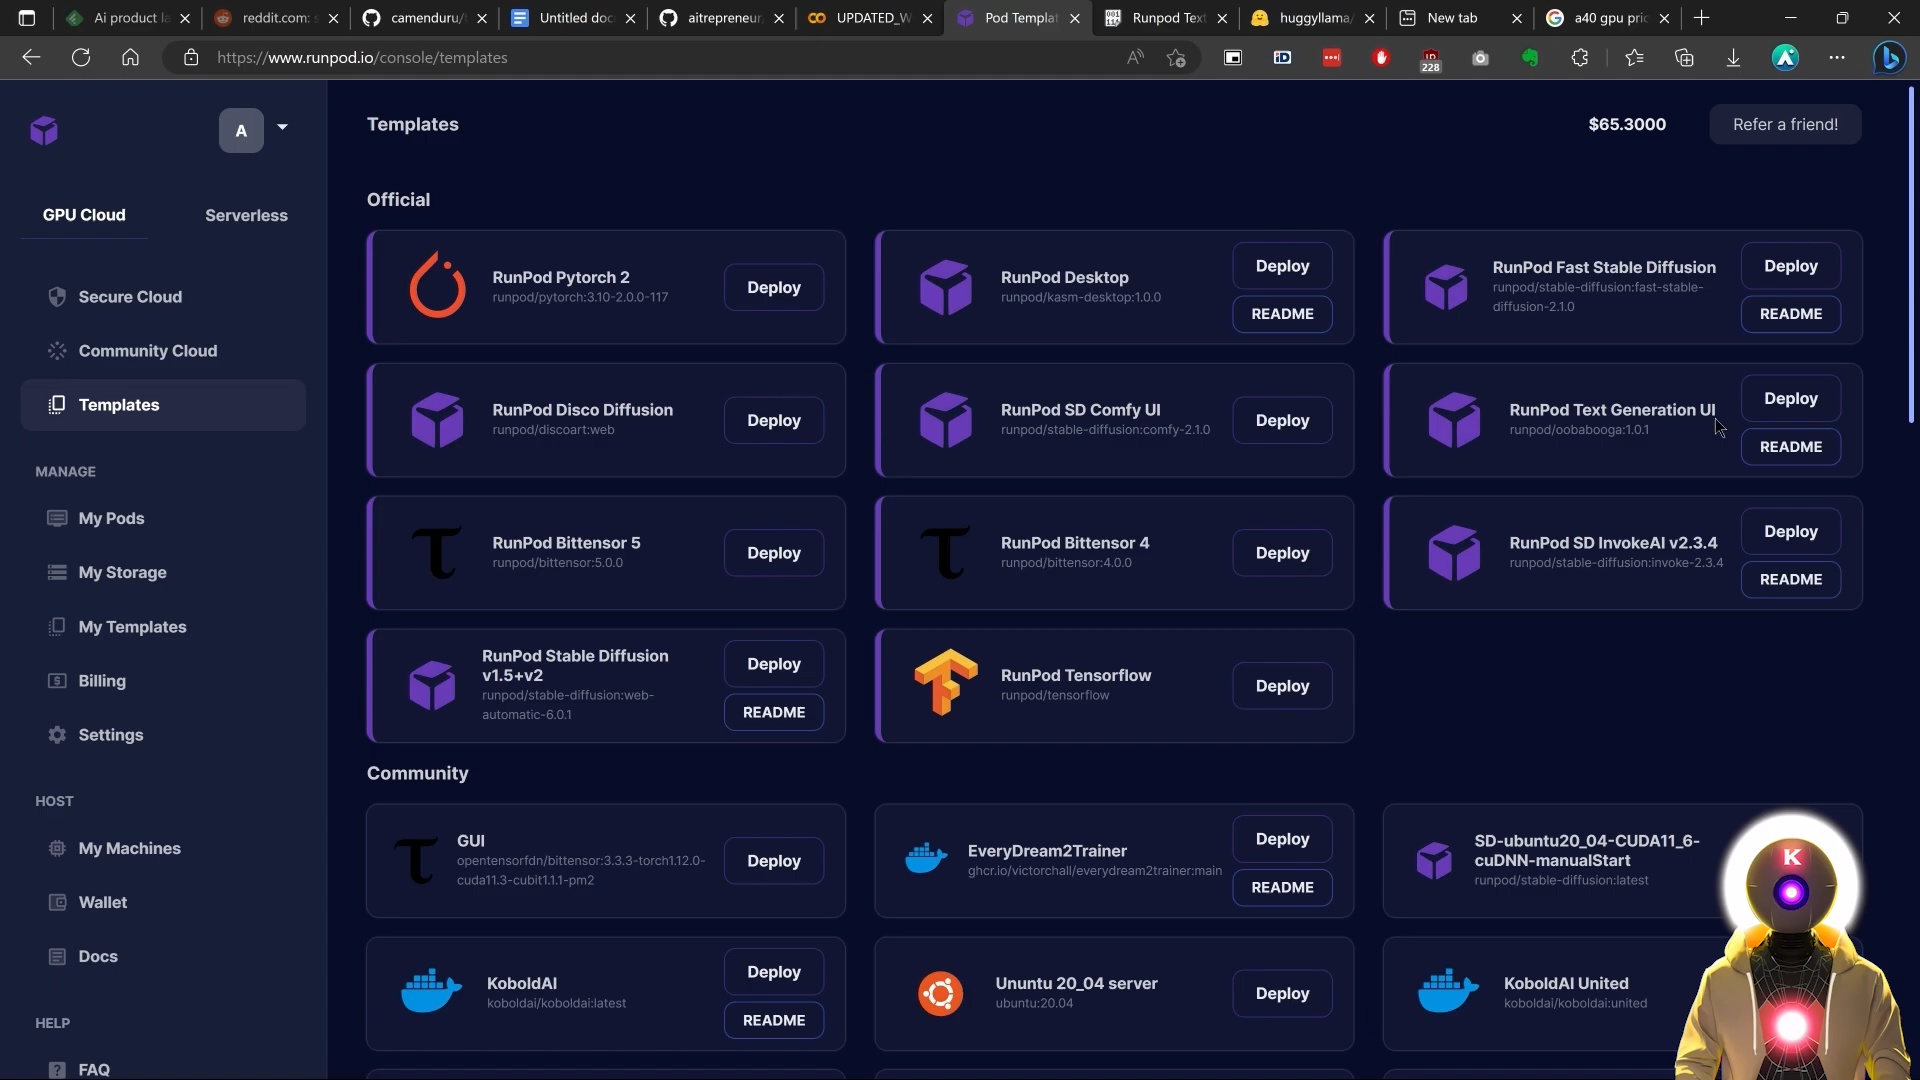 Ai product la
reddit.com: s
camenduru/
Untitled doc
aitrepreneur
UPDATED_W
Pod Templat
Runpod Text
huggyllama/
New tab
a40 gpu pric
https://www.runpod.io/console/templates
228
A
Templates
$65.3000
Refer a friend!
GPU Cloud
Serverless
Secure Cloud
Community Cloud
Templates
MANAGE
My Pods
My Storage
My Templates
Billing
Settings
HOST
My Machines
Wallet
Docs
HELP
FAQ
Official
RunPod Pytorch 2
runpod/pytorch:3.10-2.0.0-117
Deploy
RunPod Desktop
runpod/kasm-desktop:1.0.0
Deploy
README
RunPod Fast Stable Diffusion
runpod/stable-diffusion:fast-stable-
diffusion-2.1.0
Deploy
README
RunPod Disco Diffusion
runpod/discoart:web
Deploy
RunPod SD Comfy UI
runpod/stable-diffusion:comfy-2.1.0
Deploy
RunPod Text Generation UI
runpod/oobabooga:1.0.1
Deploy
README
RunPod Bittensor 5
runpod/bittensor:5.0.0
Deploy
RunPod Bittensor 4
runpod/bittensor:4.0.0
Deploy
RunPod SD InvokeAI v2.3.4
runpod/stable-diffusion:invoke-2.3.4
Deploy
README
RunPod Stable Diffusion
v1.5+v2
runpod/stable-diffusion:web-
automatic-6.0.1
Deploy
README
RunPod Tensorflow
runpod/tensorflow
Deploy
Community
GUI
opentensorfdn/bittensor:3.3.3-torch1.12.0-
cuda11.3-cubit1.1.1-pm2
Deploy
EveryDream2Trainer
ghcr.io/victorchall/everydream2trainer:main
Deploy
README
SD-ubuntu20_04-CUDA11_6-
cuDNN-manualStart
runpod/stable-diffusion:latest
KoboldAI
koboldai/koboldai:latest
Deploy
README
Ununtu 20_04 server
ubuntu:20.04
Deploy
KoboldAI United
koboldai/koboldai:united
K